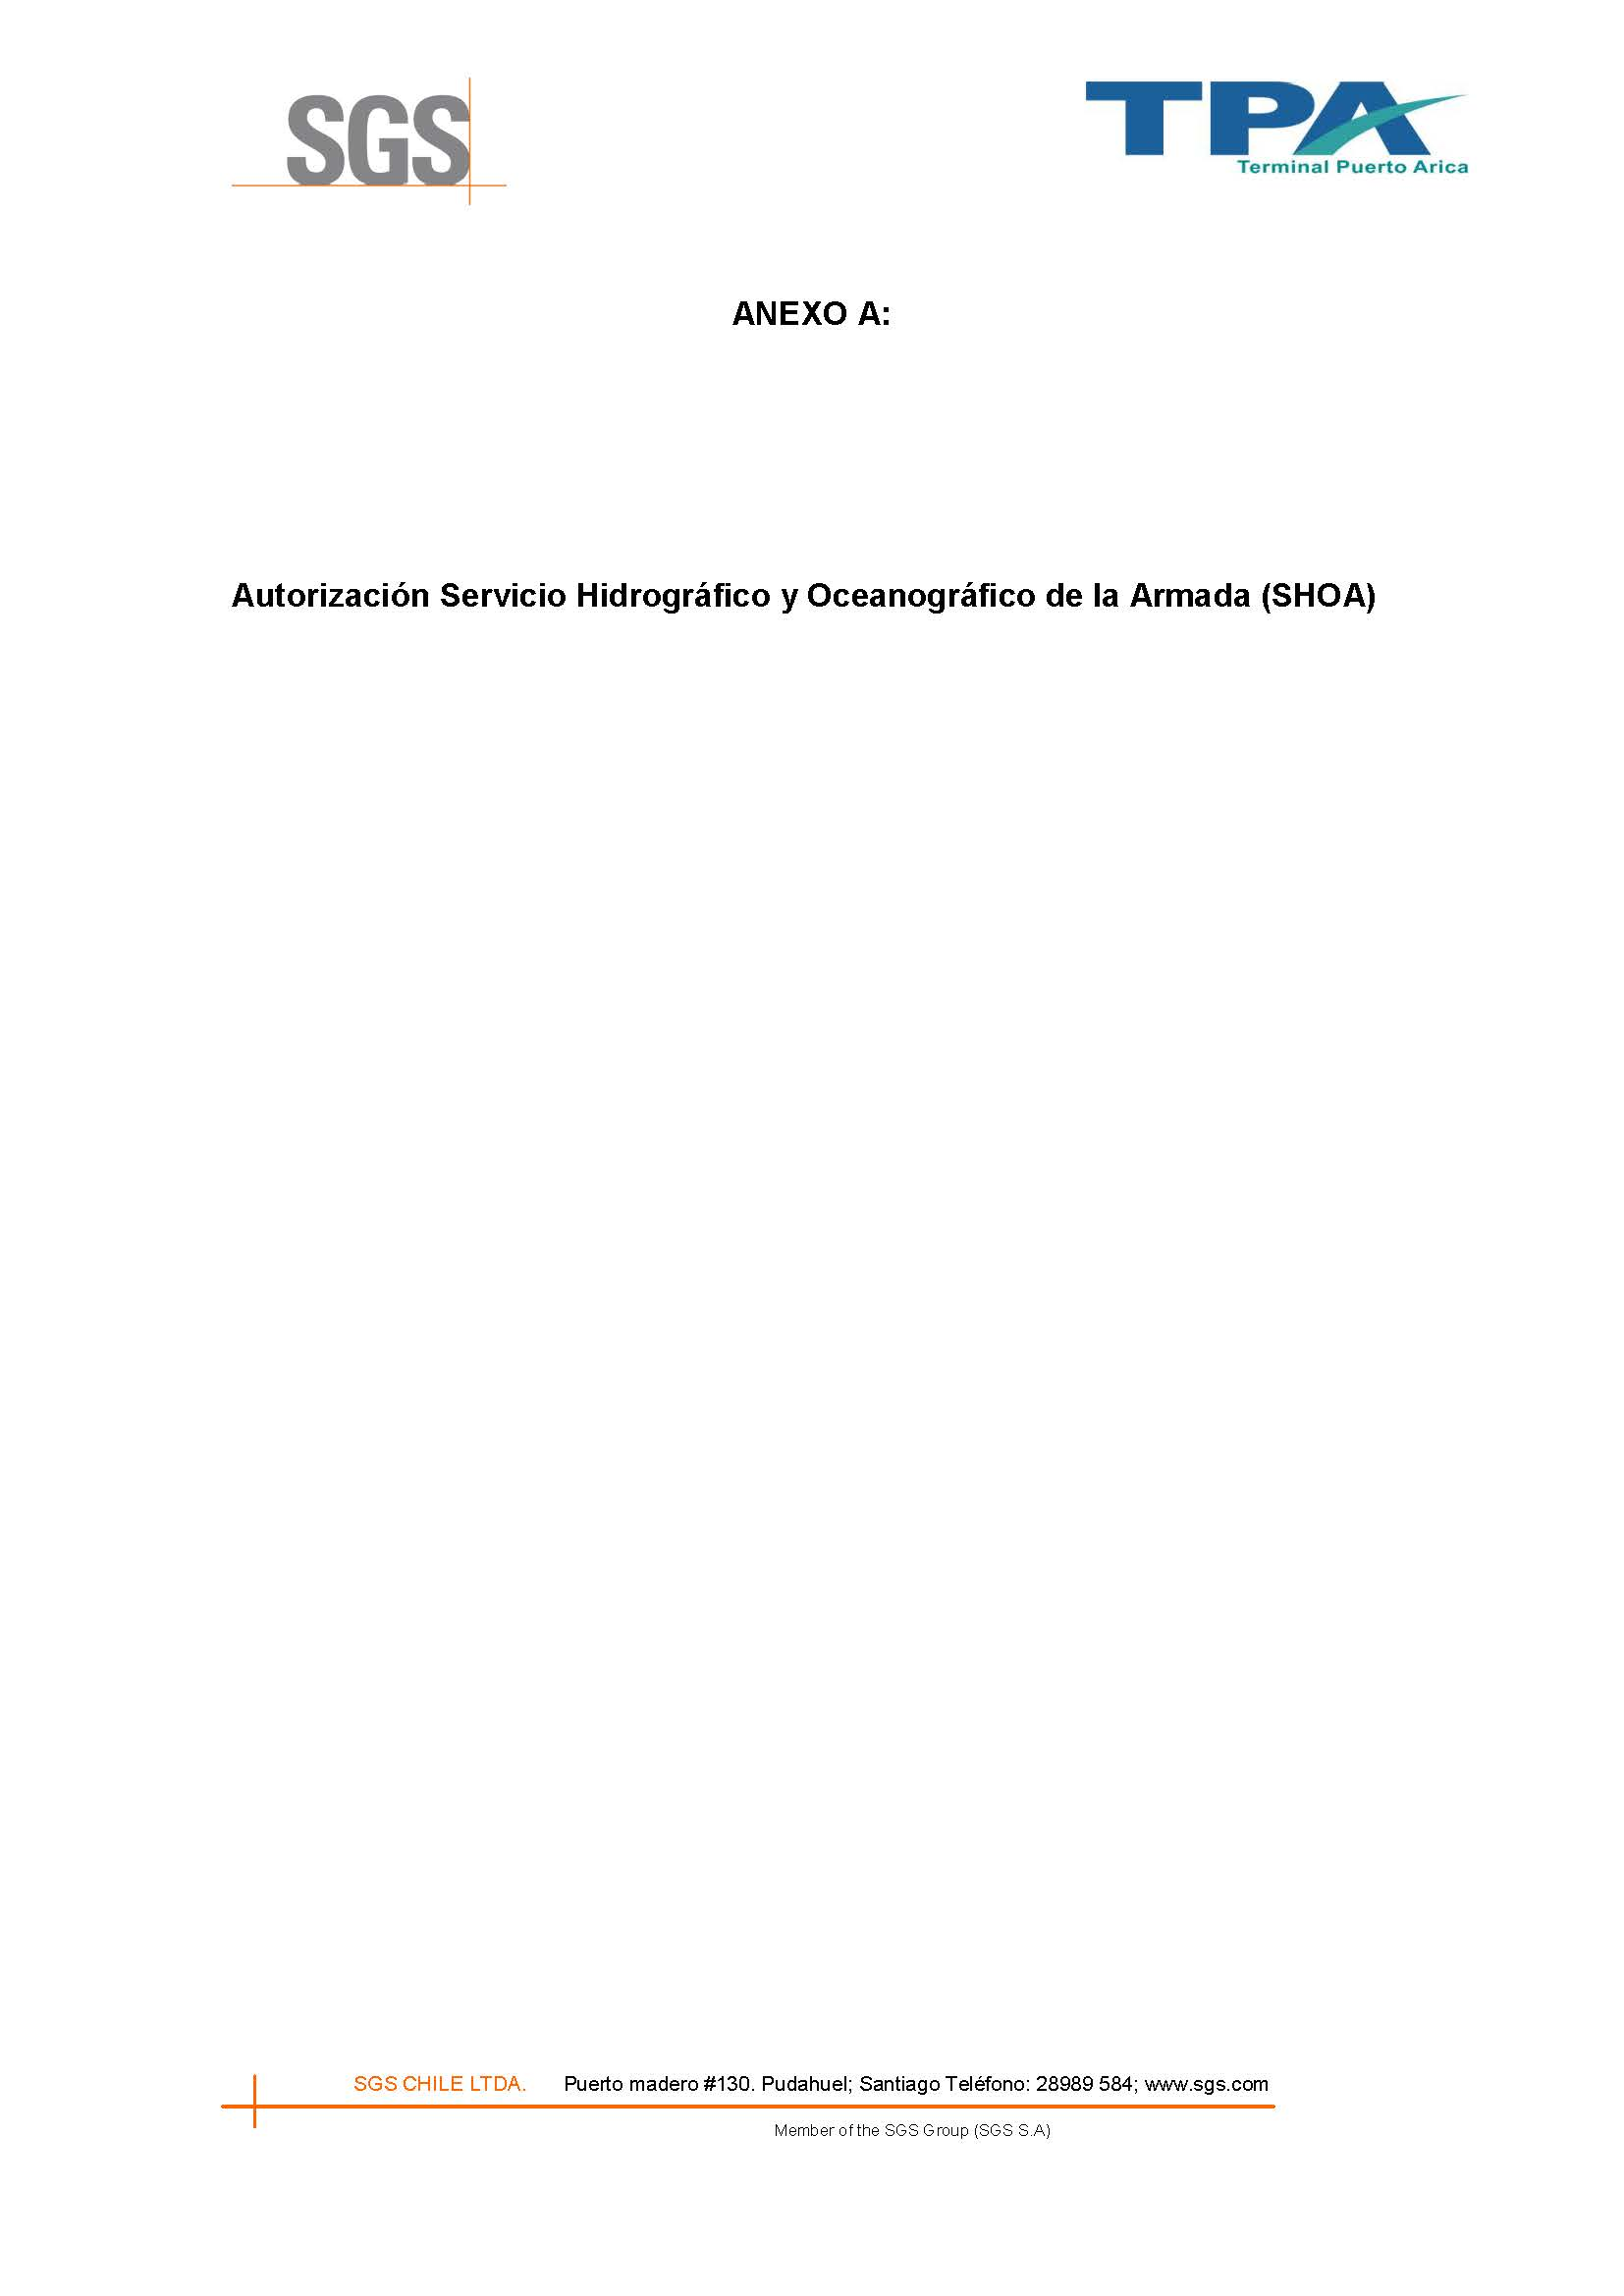 SGS
TPA
Terminal Puerto Arica
ANEXO A:
Autorización Servicio Hidrográfico y Oceanográfico de la Armada (SHOA)
SGS CHILE LTDA. Puerto madero #130. Pudahuel; Santiago Teléfono: 28989 584; www.sgs.com
Member of the SGS Group (SGS S.A)